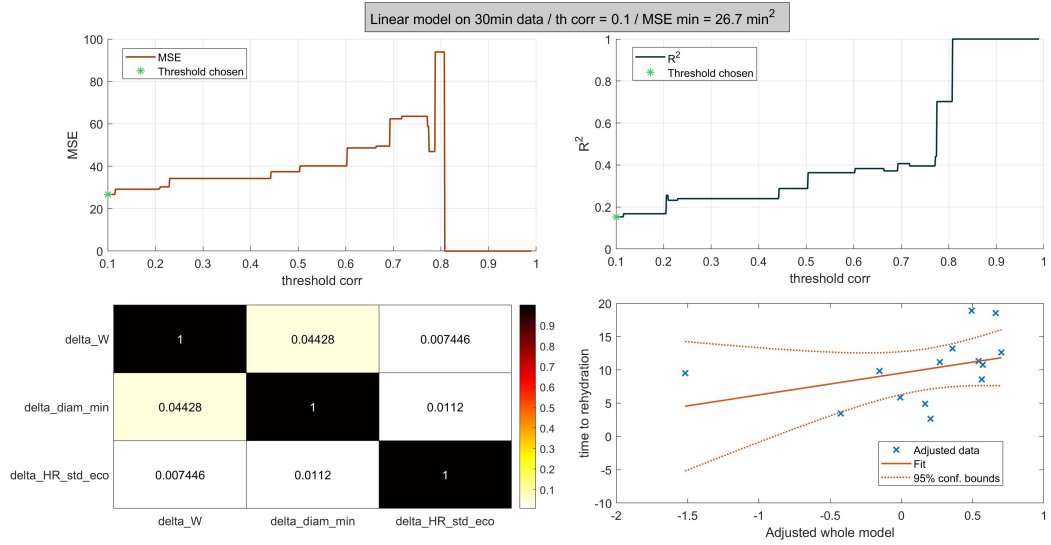 Linear model on 30min data / th corr = 0.1 / MSE min = 26.7 min²
MSE
Threshold chosen
100
80
60
40
20
0
MSE
0.1 0.2 0.3 0.4 0.5 0.6 0.7 0.8 0.9 1
threshold corr
R²
Threshold chosen
1
0.8
0.6
0.4
0.2
0
R²
0.1 0.2 0.3 0.4 0.5 0.6 0.7 0.8 0.9 1
threshold corr
delta_W 1 0.04428 0.007446
delta_diam_min 0.04428 1 0.0112
delta_HR_std_eco 0.007446 0.0112 1
delta_W delta_diam_min delta_HR_std_eco
0.9
0.8
0.7
0.6
0.5
0.4
0.3
0.2
0.1
20
15
10
5
0
-5
-10
time to rehydration
Adjusted data
Fit
95% conf. bounds
-2 -1.5 -1 -0.5 0 0.5 1
Adjusted whole model